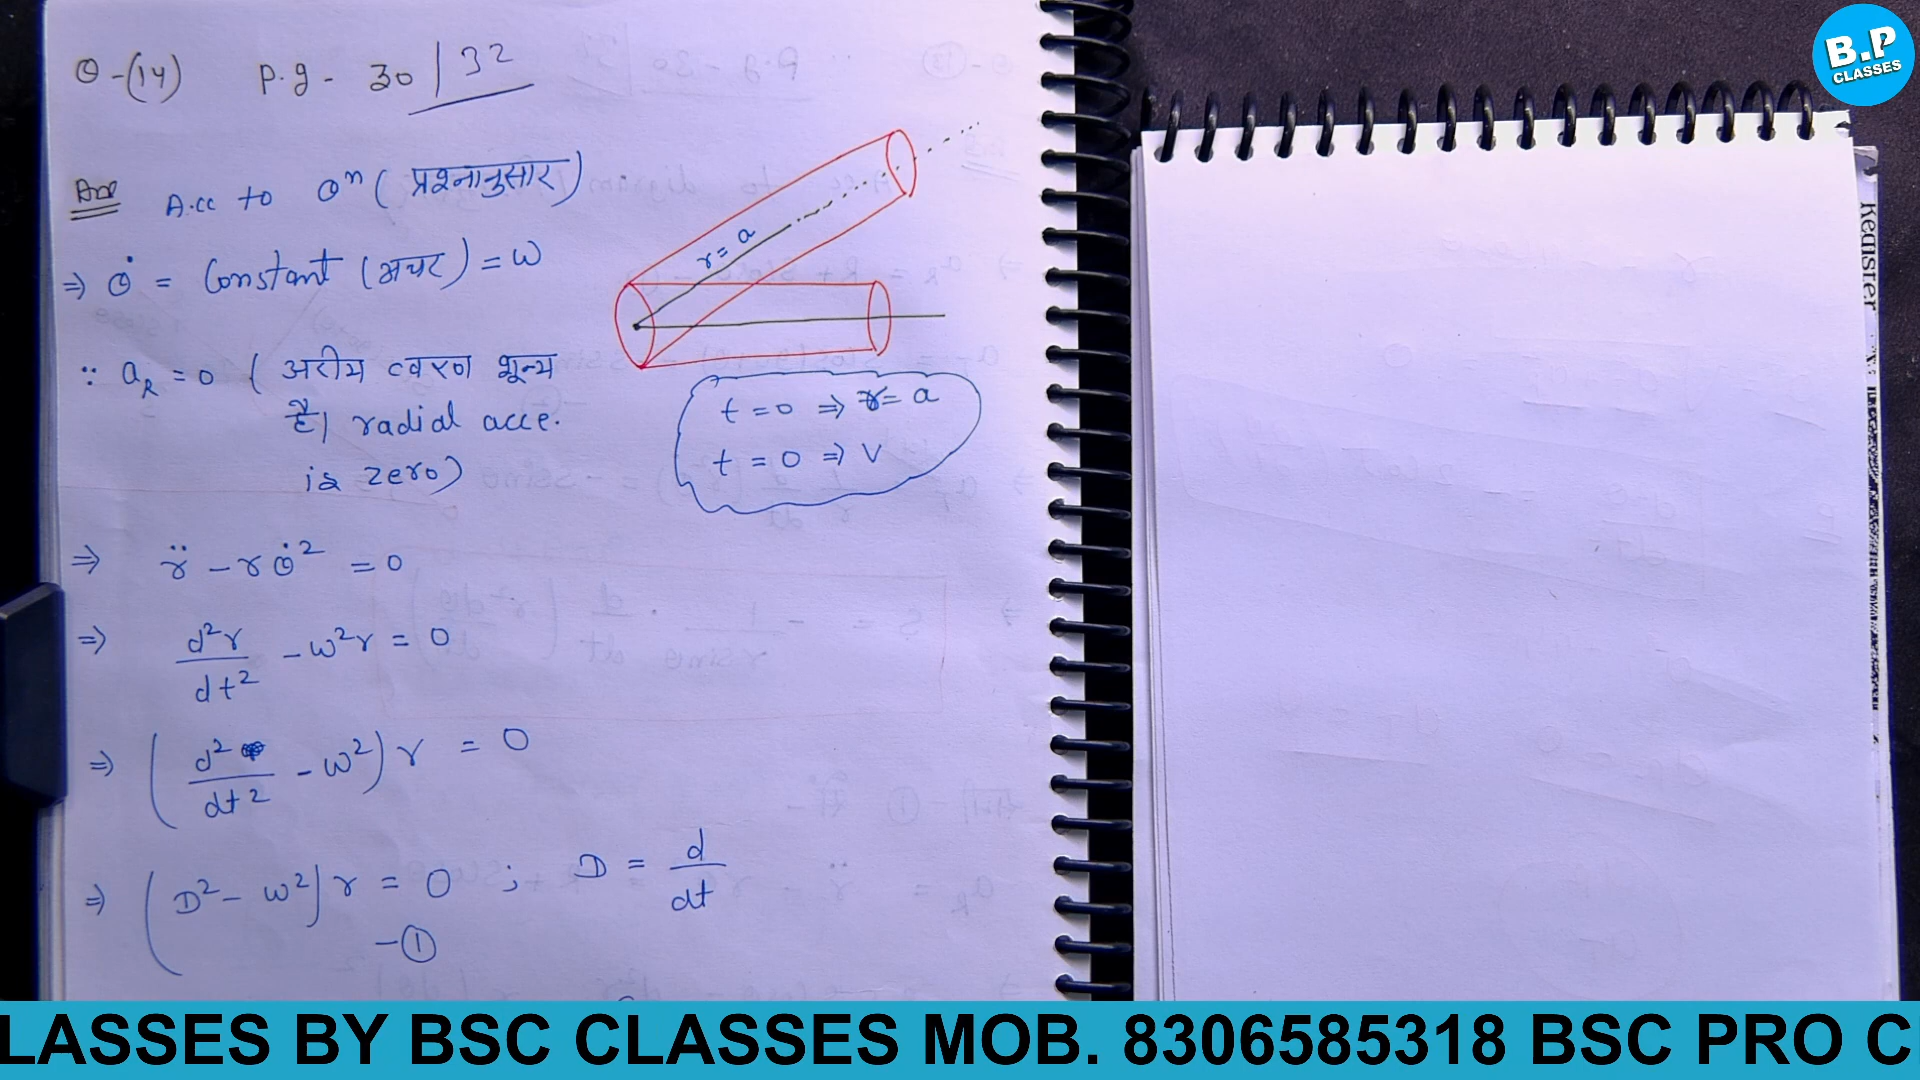 Q-(14) p.g- 30/32
Ans Acc to Qn (प्रश्नानुसार)
⇒ θ̇ = Constant (अचर) = ω
∵ a_R = 0 ( अरीय त्वरण शून्य
है। radial acce.
is zero)
r = a
t = 0 ⇒ r = a
t = 0 ⇒ v
⇒ r̈ - rθ̇² = 0
⇒ d²r/dt² - ω²r = 0
⇒ (d²/dt² - ω²) r = 0
⇒ (D² - ω²) r = 0 ; D = d/dt
-①
B.P
CLASSES
Register
LASSES BY BSC CLASSES MOB. 8306585318 BSC PRO C